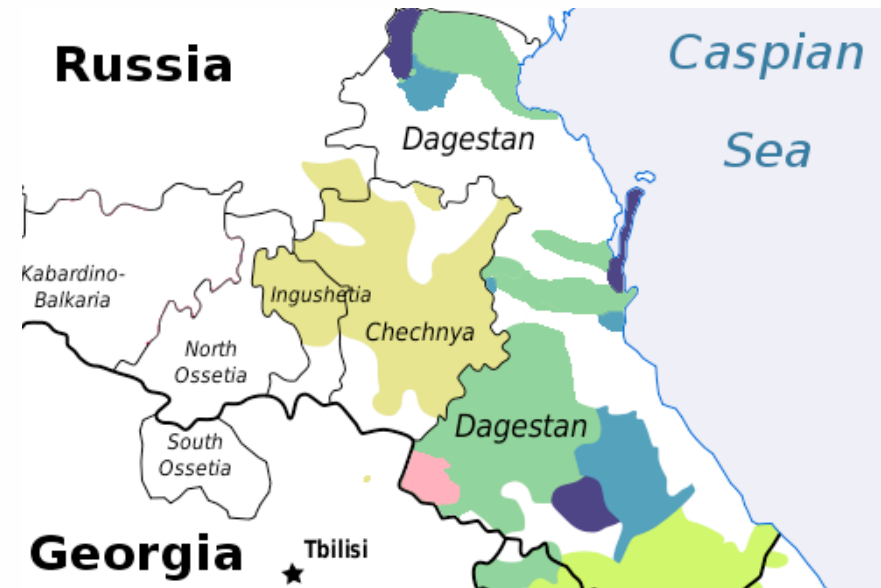 Russia
Caspian
Sea
Dagestan
Kabardino-
Balkaria
Ingushetia
Chechnya
North
Ossetia
Dagestan
South
Ossetia
Georgia
Tbilisi